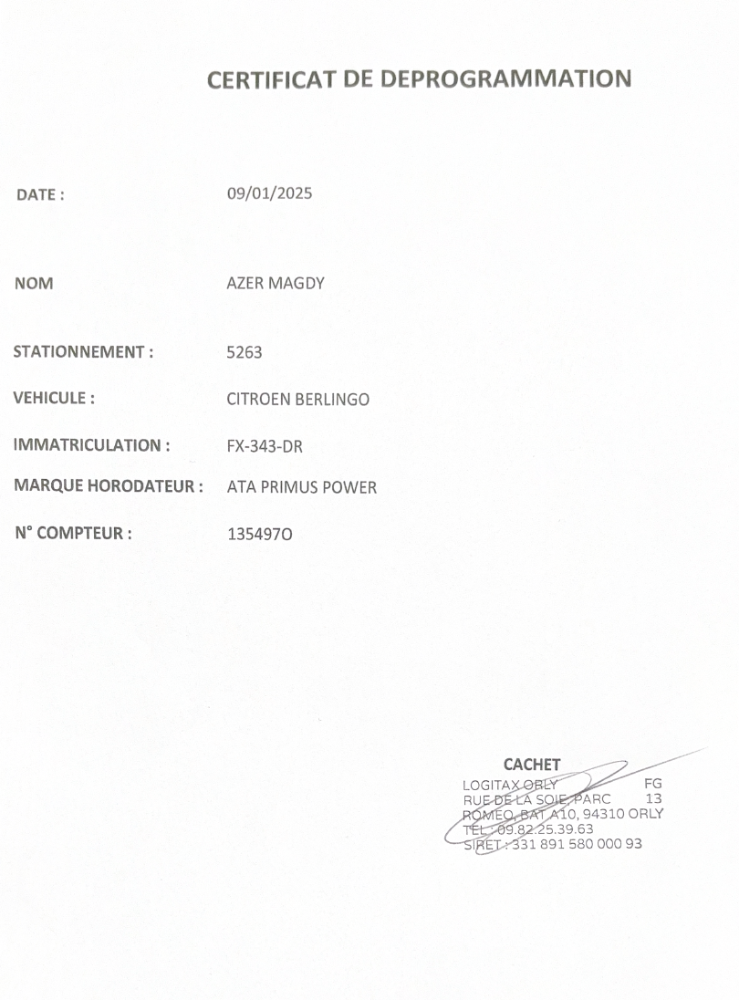 CERTIFICAT DE DEPROGRAMMATION
DATE : 09/01/2025
NOM AZER MAGDY
STATIONNEMENT : 5263
VEHICULE : CITROEN BERLINGO
IMMATRICULATION : FX-343-DR
MARQUE HORODATEUR : ATA PRIMUS POWER
N° COMPTEUR : 135497O
CACHET
LOGITAX ORLY FG
RUE DE LA SOIE, PARC 13
ROMEO, BAT A10, 94310 ORLY
TEL : 09.82.25.39.63
SIRET : 331 891 580 000 93